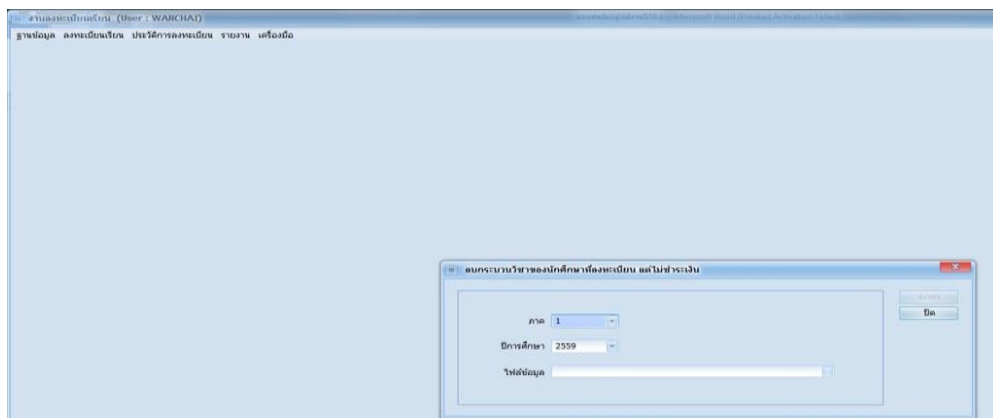 งานลงทะเบียนเรียน (User : WANCHAI)
ฐานข้อมูล ลงทะเบียนเรียน ประวัติการลงทะเบียน รายงาน เครื่องมือ
ลบกระบวนวิชาของนักศึกษาที่ลงทะเบียน แต่ไม่ชำระเงิน
ภาค 1
ปิด
ปีการศึกษา 2559
ไฟล์ข้อมูล